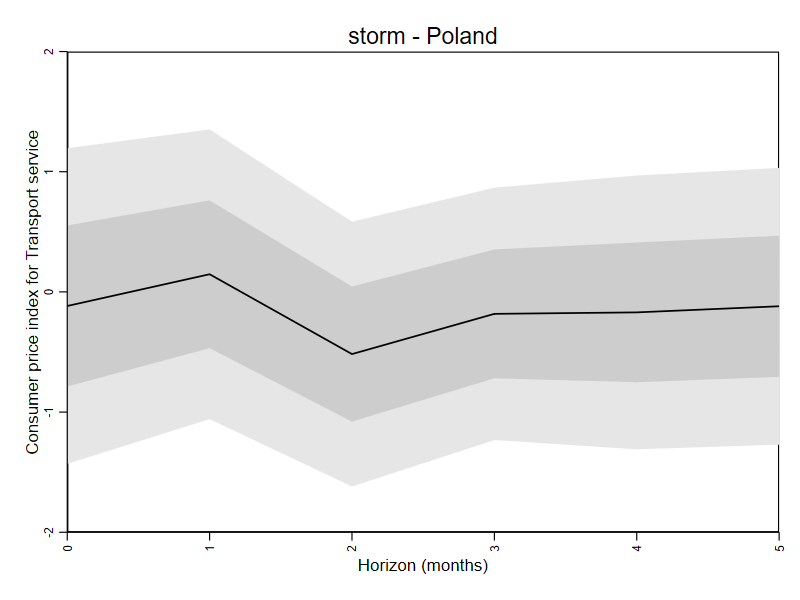 storm - Poland
Consumer price index for Transport service
2
1
0
-1
-2
0 1 2 3 4 5
Horizon (months)